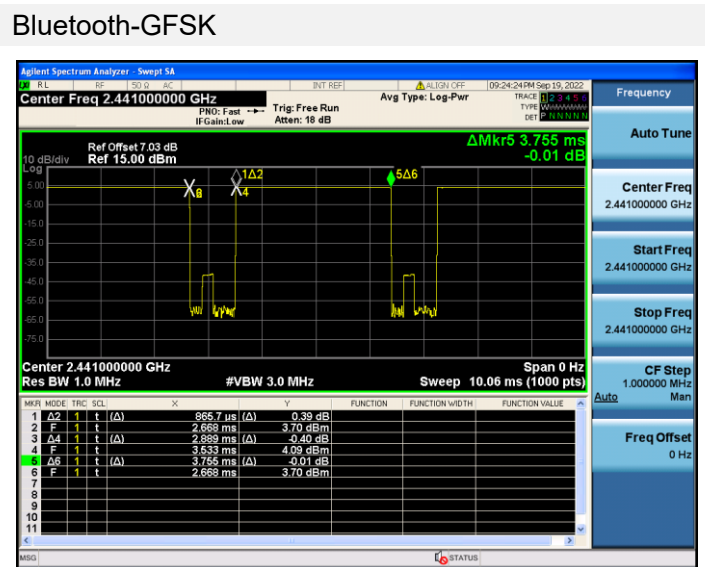 Bluetooth-GFSK
Agilent Spectrum Analyzer - Swept SA
RL RF 50 Ω AC INT REF ALIGN OFF 09:24:24 PM Sep 19, 2022
Center Freq 2.441000000 GHz
PNO: Fast
IFGain:Low
Trig: Free Run
Atten: 18 dB
Avg Type: Log-Pwr
TRACE 1 2 3 4 5 6
TYPE
DET P N N N N N
Ref Offset 7.03 dB
Ref 15.00 dBm
10 dB/div
Log
ΔMkr5 3.755 ms
-0.01 dB
5.00
-5.00
-15.0
-25.0
-35.0
-45.0
-55.0
-65.0
-75.0
1Δ2
4
5Δ6
Center 2.441000000 GHz Span 0 Hz
Res BW 1.0 MHz #VBW 3.0 MHz Sweep 10.06 ms (1000 pts)
MKR MODE TRC SCL X Y FUNCTION FUNCTION WIDTH FUNCTION VALUE
1 Δ2 1 t (Δ) 865.7 µs (Δ) 0.39 dB
2 F 1 t 2.668 ms 3.70 dBm
3 Δ4 1 t (Δ) 2.889 ms (Δ) -0.40 dB
4 F 1 t 3.533 ms 4.09 dBm
5 Δ6 1 t (Δ) 3.755 ms (Δ) -0.01 dB
6 F 1 t 2.668 ms 3.70 dBm
7
8
9
10
11
MSG STATUS
Frequency
Auto Tune
Center Freq
2.441000000 GHz
Start Freq
2.441000000 GHz
Stop Freq
2.441000000 GHz
CF Step
1.000000 MHz
Auto Man
Freq Offset
0 Hz